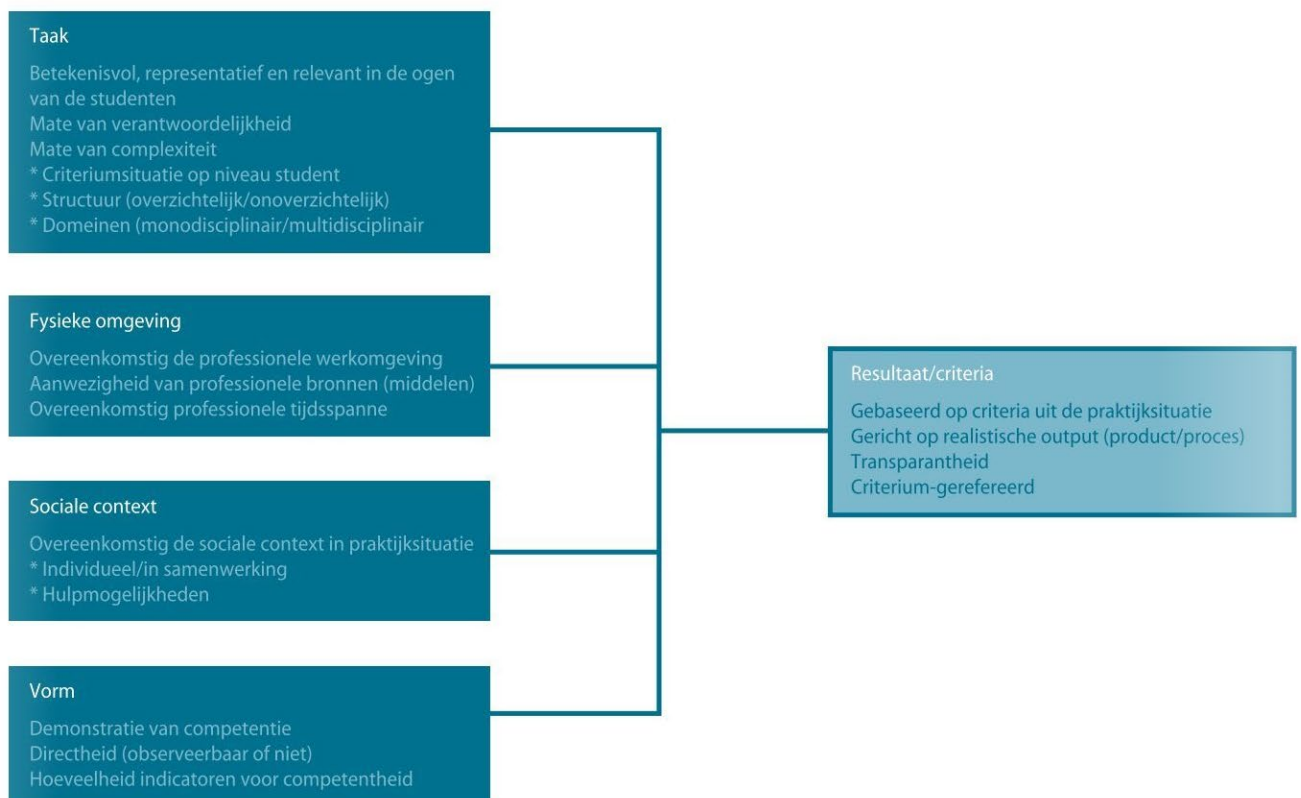 Taak
Betekenisvol, representatief en relevant in de ogen
van de studenten
Mate van verantwoordelijkheid
Mate van complexiteit
* Criteriumsituatie op niveau student
* Structuur (overzichtelijk/onoverzichtelijk)
* Domeinen (monodisciplinair/multidisciplinair
Fysieke omgeving
Overeenkomstig de professionele werkomgeving
Aanwezigheid van professionele bronnen (middelen)
Overeenkomstig professionele tijdsspanne
Sociale context
Overeenkomstig de sociale context in praktijksituatie
* Individueel/in samenwerking
* Hulpmogelijkheden
Vorm
Demonstratie van competentie
Directheid (observeerbaar of niet)
Hoeveelheid indicatoren voor competentheid
Resultaat/criteria
Gebaseerd op criteria uit de praktijksituatie
Gericht op realistische output (product/proces)
Transparantheid
Criterium-gerefereerd